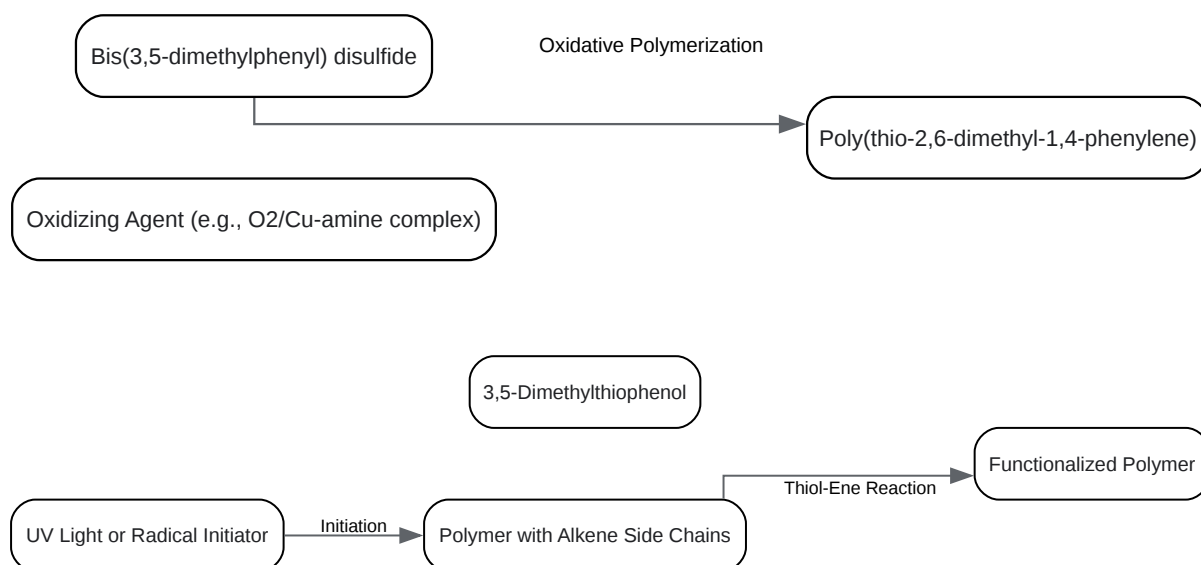 Oxidative Polymerization
Bis(3,5-dimethylphenyl) disulfide
Poly(thio-2,6-dimethyl-1,4-phenylene)
Oxidizing Agent (e.g., O2/Cu-amine complex)
3,5-Dimethylthiophenol
Functionalized Polymer
Thiol-Ene Reaction
UV Light or Radical Initiator
Initiation
Polymer with Alkene Side Chains